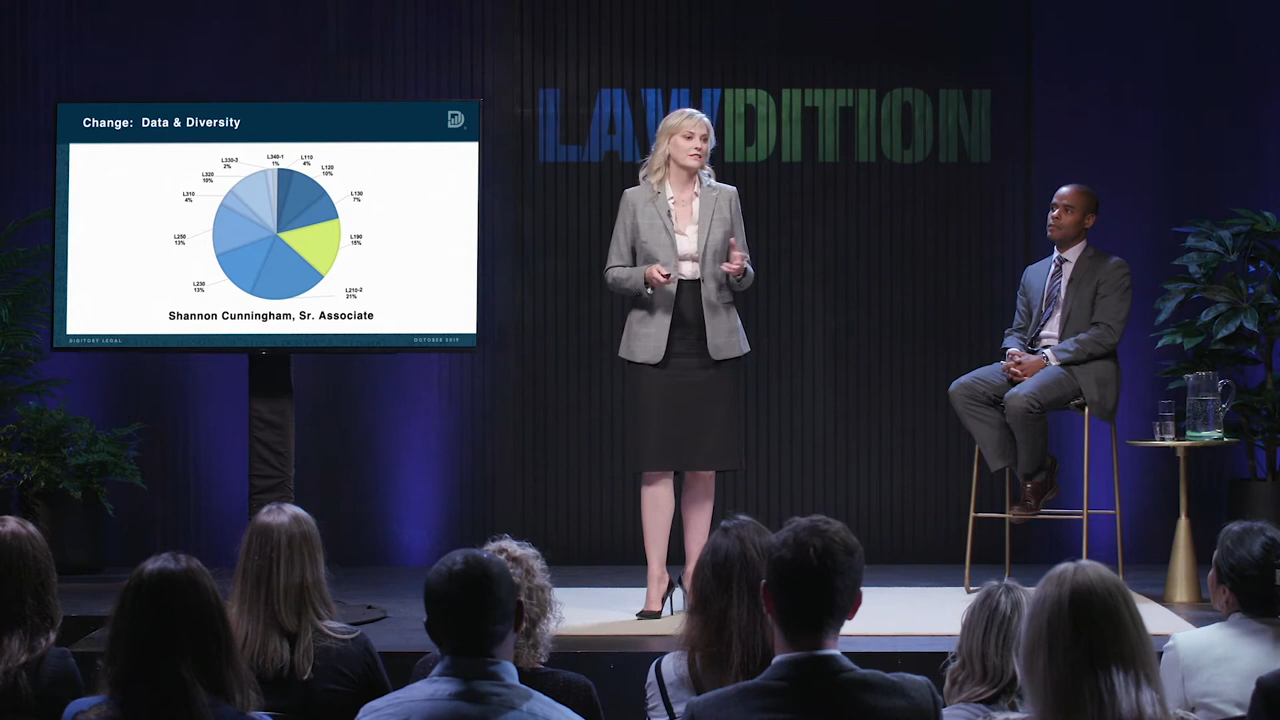 LAWDITION
Change: Data & Diversity
L340-1
1%
L110
4%
L120
10%
L130
7%
L190
15%
L210-2
21%
L230
13%
L250
13%
L310
4%
L320
10%
L330-3
2%
Shannon Cunningham, Sr. Associate
DIGITORY LEGAL
OCTOBER 2019